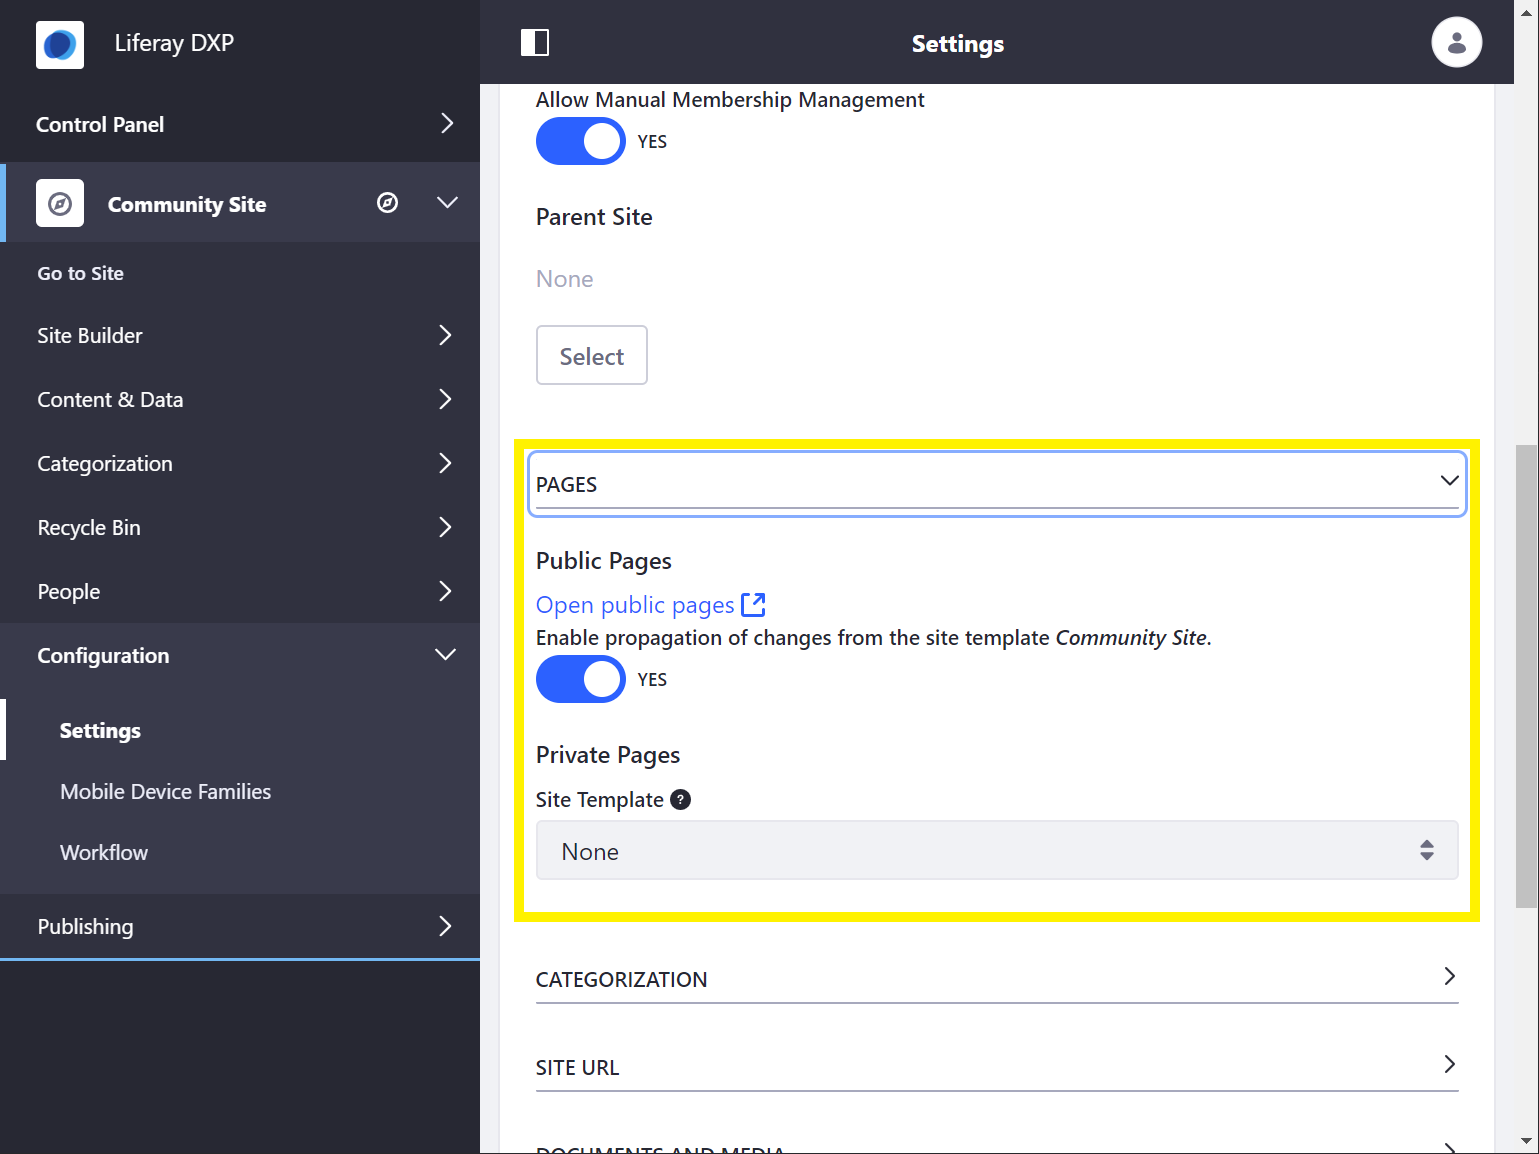 Liferay DXP
Control Panel
Community Site
Go to Site
Site Builder
Content & Data
Categorization
Recycle Bin
People
Configuration
Settings
Mobile Device Families
Workflow
Publishing
Settings
Allow Manual Membership Management
YES
Parent Site
None
Select
PAGES
Public Pages
Open public pages
Enable propagation of changes from the site template Community Site.
YES
Private Pages
Site Template ?
None
CATEGORIZATION
SITE URL
DOCUMENTS AND MEDIA